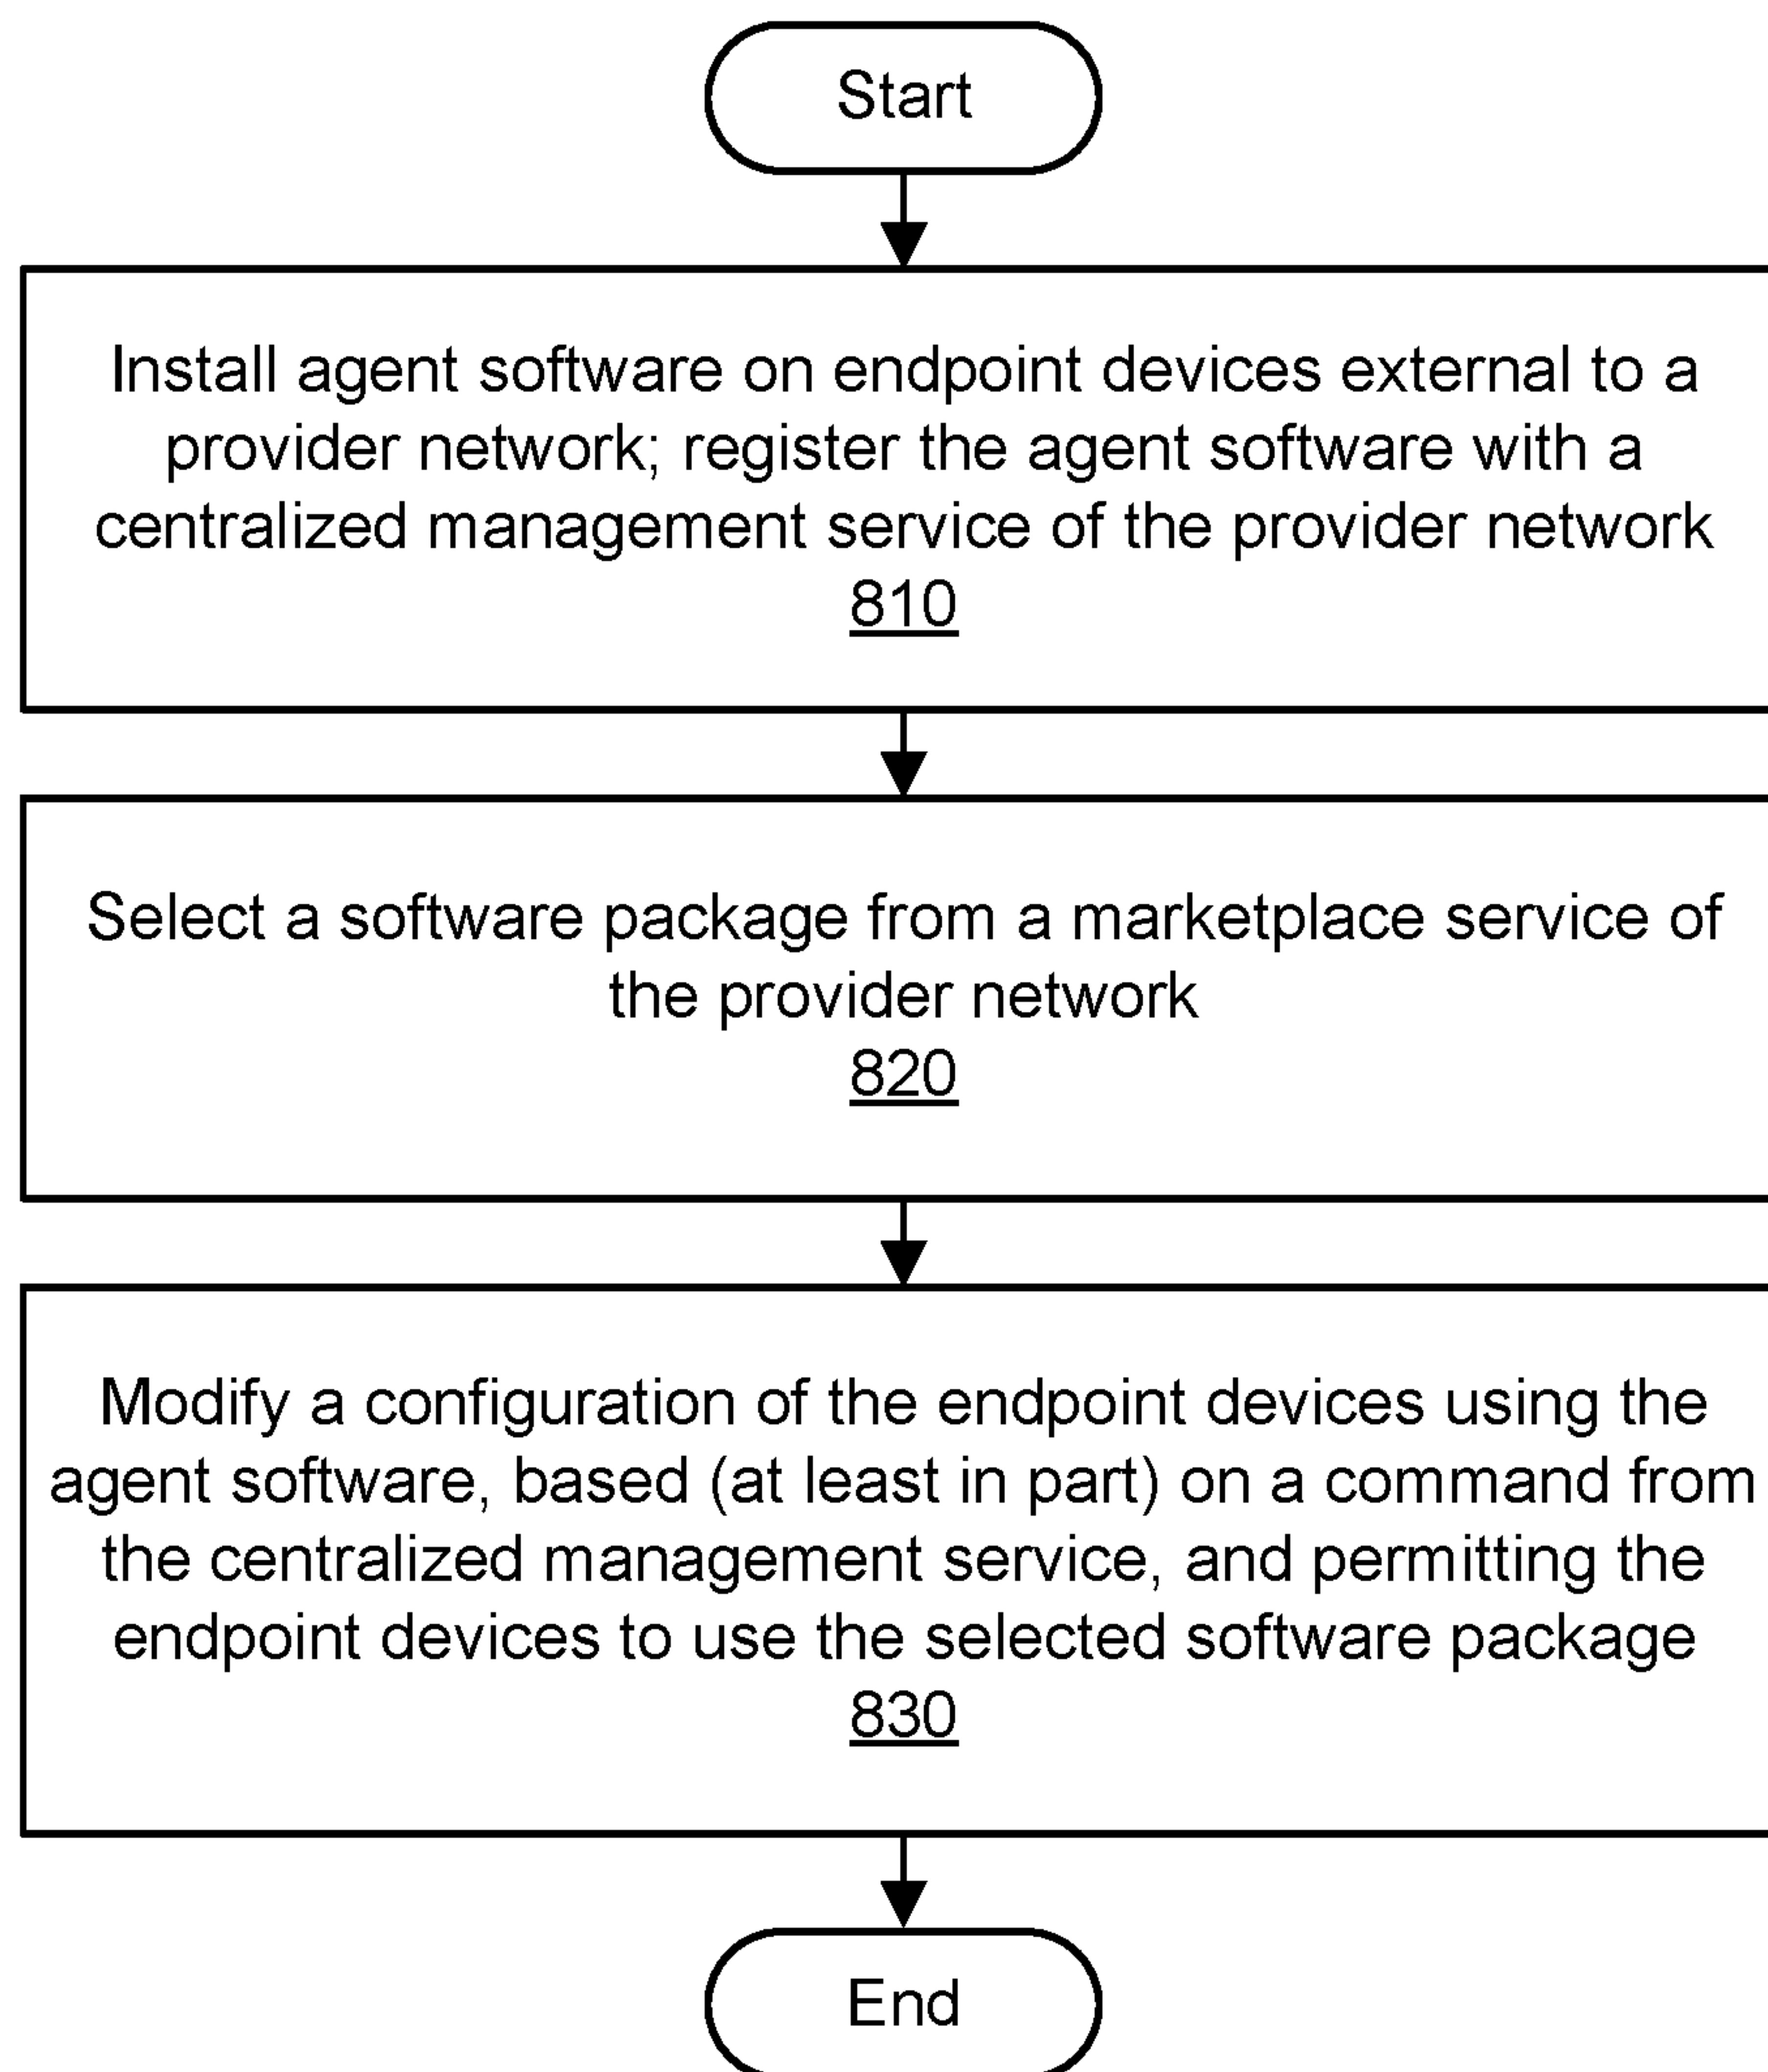 Start
Install agent software on endpoint devices external to a
provider network; register the agent software with a
centralized management service of the provider network
810
Select a software package from a marketplace service of
the provider network
820
Modify a configuration of the endpoint devices using the
agent software, based (at least in part) on a command from
the centralized management service, and permitting the
endpoint devices to use the selected software package
830
End